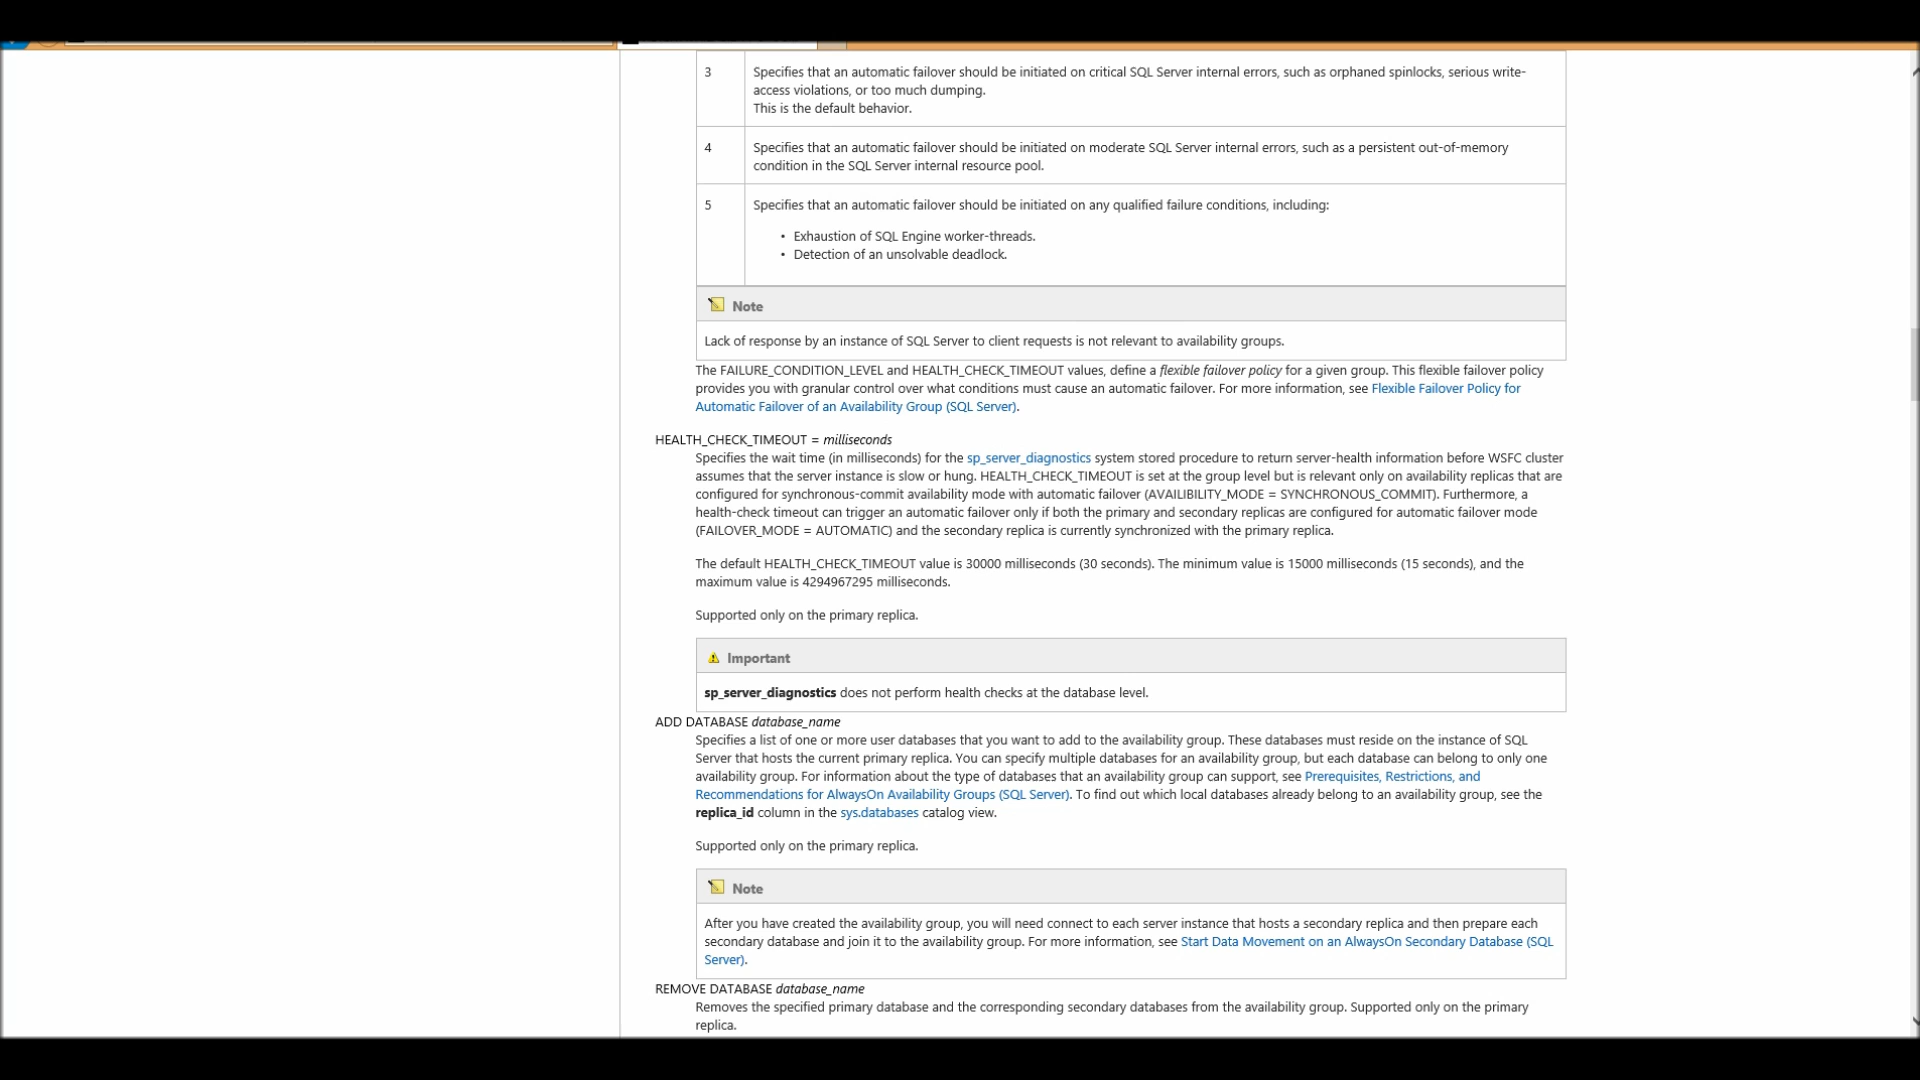 3
Specifies that an automatic failover should be initiated on critical SQL Server internal errors, such as orphaned spinlocks, serious write-
access violations, or too much dumping.
This is the default behavior.
4
Specifies that an automatic failover should be initiated on moderate SQL Server internal errors, such as a persistent out-of-memory
condition in the SQL Server internal resource pool.
5
Specifies that an automatic failover should be initiated on any qualified failure conditions, including:
• Exhaustion of SQL Engine worker-threads.
• Detection of an unsolvable deadlock.
Note
Lack of response by an instance of SQL Server to client requests is not relevant to availability groups.
The FAILURE_CONDITION_LEVEL and HEALTH_CHECK_TIMEOUT values, define a flexible failover policy for a given group. This flexible failover policy
provides you with granular control over what conditions must cause an automatic failover. For more information, see Flexible Failover Policy for
Automatic Failover of an Availability Group (SQL Server).
HEALTH_CHECK_TIMEOUT = milliseconds
Specifies the wait time (in milliseconds) for the sp_server_diagnostics system stored procedure to return server-health information before WSFC cluster
assumes that the server instance is slow or hung. HEALTH_CHECK_TIMEOUT is set at the group level but is relevant only on availability replicas that are
configured for synchronous-commit availability mode with automatic failover (AVAILIBILITY_MODE = SYNCHRONOUS_COMMIT). Furthermore, a
health-check timeout can trigger an automatic failover only if both the primary and secondary replicas are configured for automatic failover mode
(FAILOVER_MODE = AUTOMATIC) and the secondary replica is currently synchronized with the primary replica.
The default HEALTH_CHECK_TIMEOUT value is 30000 milliseconds (30 seconds). The minimum value is 15000 milliseconds (15 seconds), and the
maximum value is 4294967295 milliseconds.
Supported only on the primary replica.
Important
sp_server_diagnostics does not perform health checks at the database level.
ADD DATABASE database_name
Specifies a list of one or more user databases that you want to add to the availability group. These databases must reside on the instance of SQL
Server that hosts the current primary replica. You can specify multiple databases for an availability group, but each database can belong to only one
availability group. For information about the type of databases that an availability group can support, see Prerequisites, Restrictions, and
Recommendations for AlwaysOn Availability Groups (SQL Server). To find out which local databases already belong to an availability group, see the
replica_id column in the sys.databases catalog view.
Supported only on the primary replica.
Note
After you have created the availability group, you will need connect to each server instance that hosts a secondary replica and then prepare each
secondary database and join it to the availability group. For more information, see Start Data Movement on an AlwaysOn Secondary Database (SQL
Server).
REMOVE DATABASE database_name
Removes the specified primary database and the corresponding secondary databases from the availability group. Supported only on the primary
replica.